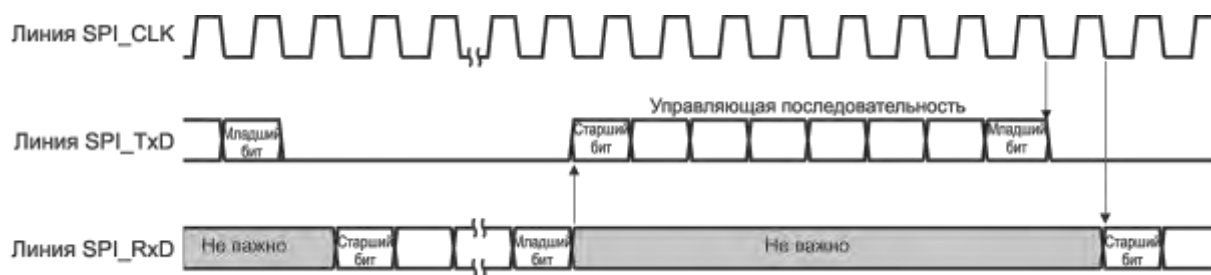 Линия SPI_CLK
Управляющая последовательность
Линия SPI_TxD
Младший
бит
Старший
бит
Младший
бит
Линия SPI_RxD
Не важно
Старший
бит
Младший
бит
Не важно
Старший
бит